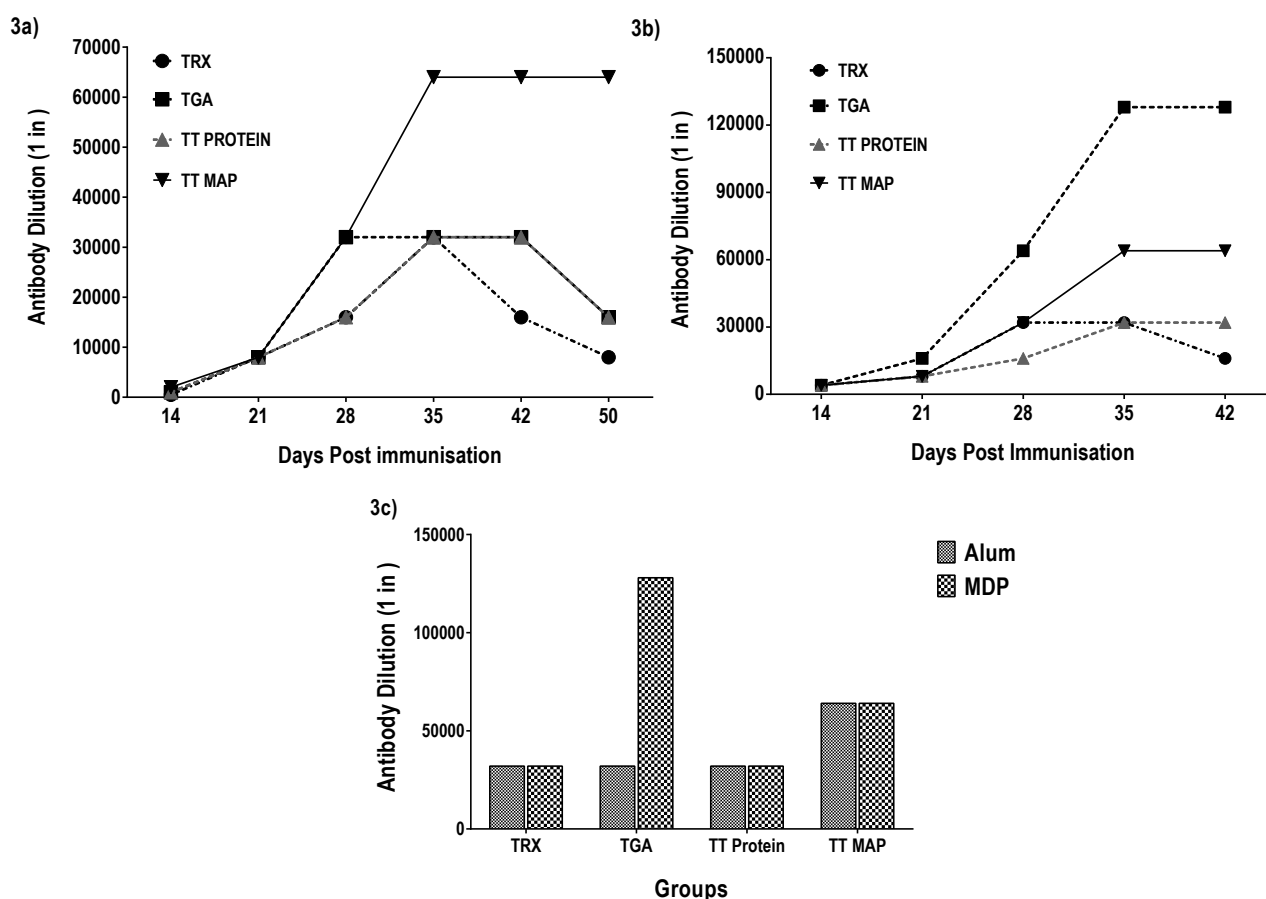 3a)
70000
60000
50000
40000
30000
20000
10000
0
Antibody Dilution (1 in )
TRX
TGA
TT PROTEIN
TT MAP
14 21 28 35 42 50
Days Post immunisation
3b)
150000
120000
90000
60000
30000
0
Antibody Dilution (1 in )
TRX
TGA
TT PROTEIN
TT MAP
14 21 28 35 42
Days Post Immunisation
3c)
150000
100000
50000
0
Antibody Dilution (1 in )
Alum
MDP
TRX TGA TT Protein TT MAP
Groups